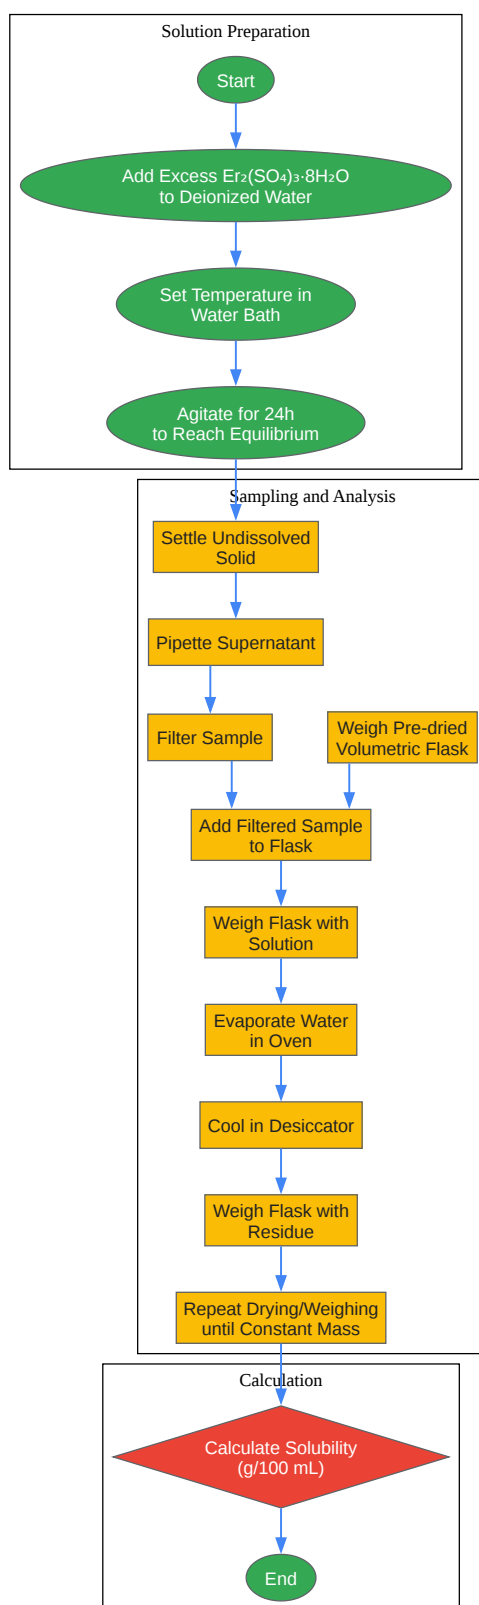 Solution Preparation
Start
Add Excess Er₂(SO₄)₃·8H₂O
to Deionized Water
Set Temperature in
Water Bath
Agitate for 24h
to Reach Equilibrium
Sampling and Analysis
Settle Undissolved
Solid
Pipette Supernatant
Filter Sample
Weigh Pre-dried
Volumetric Flask
Add Filtered Sample
to Flask
Weigh Flask with
Solution
Evaporate Water
in Oven
Cool in Desiccator
Weigh Flask with
Residue
Repeat Drying/Weighing
until Constant Mass
Calculation
Calculate Solubility
(g/100 mL)
End